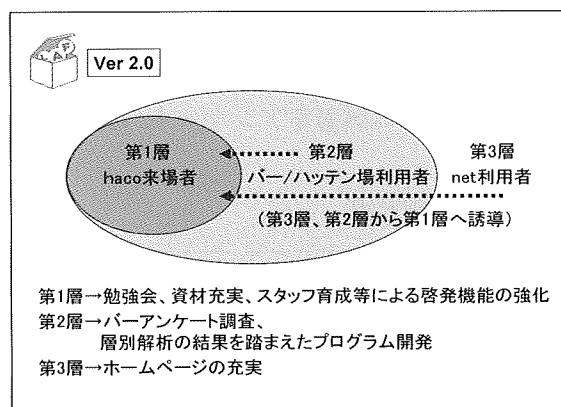 Ver 2.0
第1層
haco来場者
第2層
バー/ハッテン場利用者
第3層
net利用者
(第3層、第2層から第1層へ誘導)
第1層→勉強会、資材充実、スタッフ育成等による啓発機能の強化
第2層→バーアンケート調査、
層別解析の結果を踏まえたプログラム開発
第3層→ホームページの充実